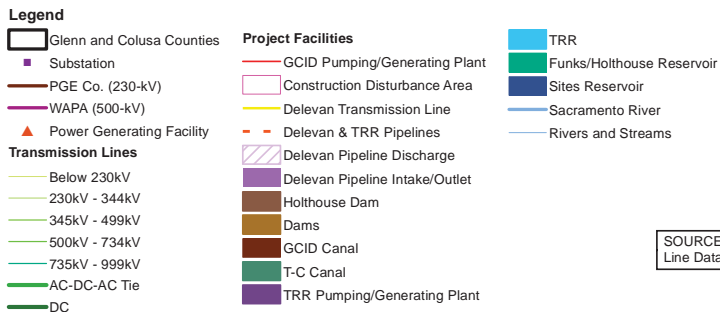 Legend
Glenn and Colusa Counties
Substation
PGE Co. (230-kV)
WAPA (500-kV)
Power Generating Facility
Transmission Lines
Below 230kV
230kV - 344kV
345kV - 499kV
500kV - 734kV
735kV - 999kV
AC-DC-AC Tie
DC
Project Facilities
GCID Pumping/Generating Plant
Construction Disturbance Area
Delevan Transmission Line
Delevan & TRR Pipelines
Delevan Pipeline Discharge
Delevan Pipeline Intake/Outlet
Holthouse Dam
Dams
GCID Canal
T-C Canal
TRR Pumping/Generating Plant
TRR
Funks/Holthouse Reservoir
Sites Reservoir
Sacramento River
Rivers and Streams
SOURCE
Line Data